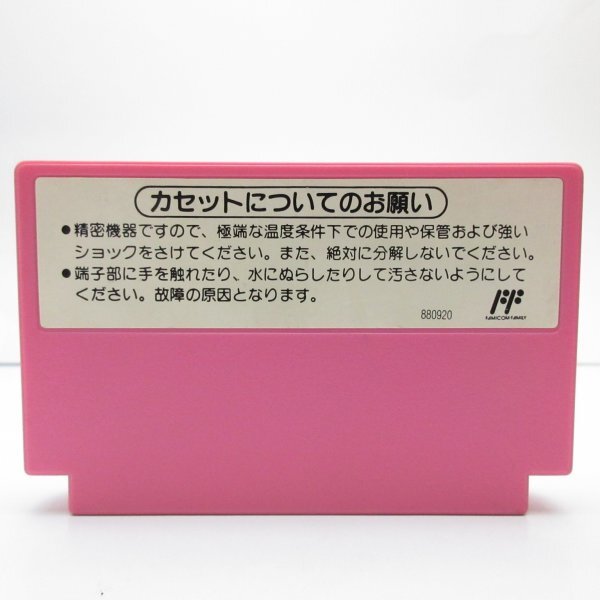 カセットについてのお願い
●精密機器ですので、極端な温度条件下での使用や保管および強い
ショックをさけてください。また、絶対に分解しないでください。
●端子部に手を触れたり、水にぬらしたりして汚さないようにして
ください。故障の原因となります。
880920
FAMICOM FAMILY